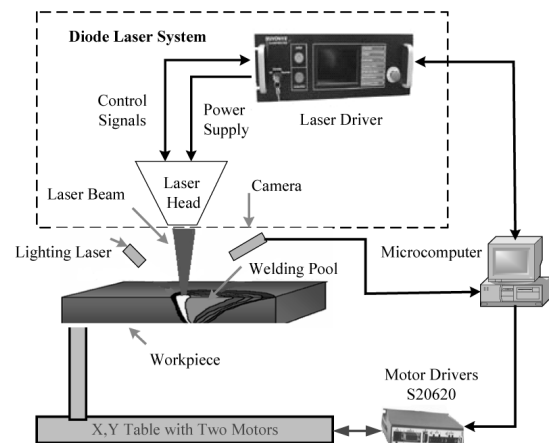 Diode Laser System
Control
Signals
Power
Supply
Laser Driver
Laser
Head
Laser Beam
Camera
Lighting Laser
Microcomputer
Welding Pool
Workpiece
Motor Drivers
S20620
X,Y Table with Two Motors